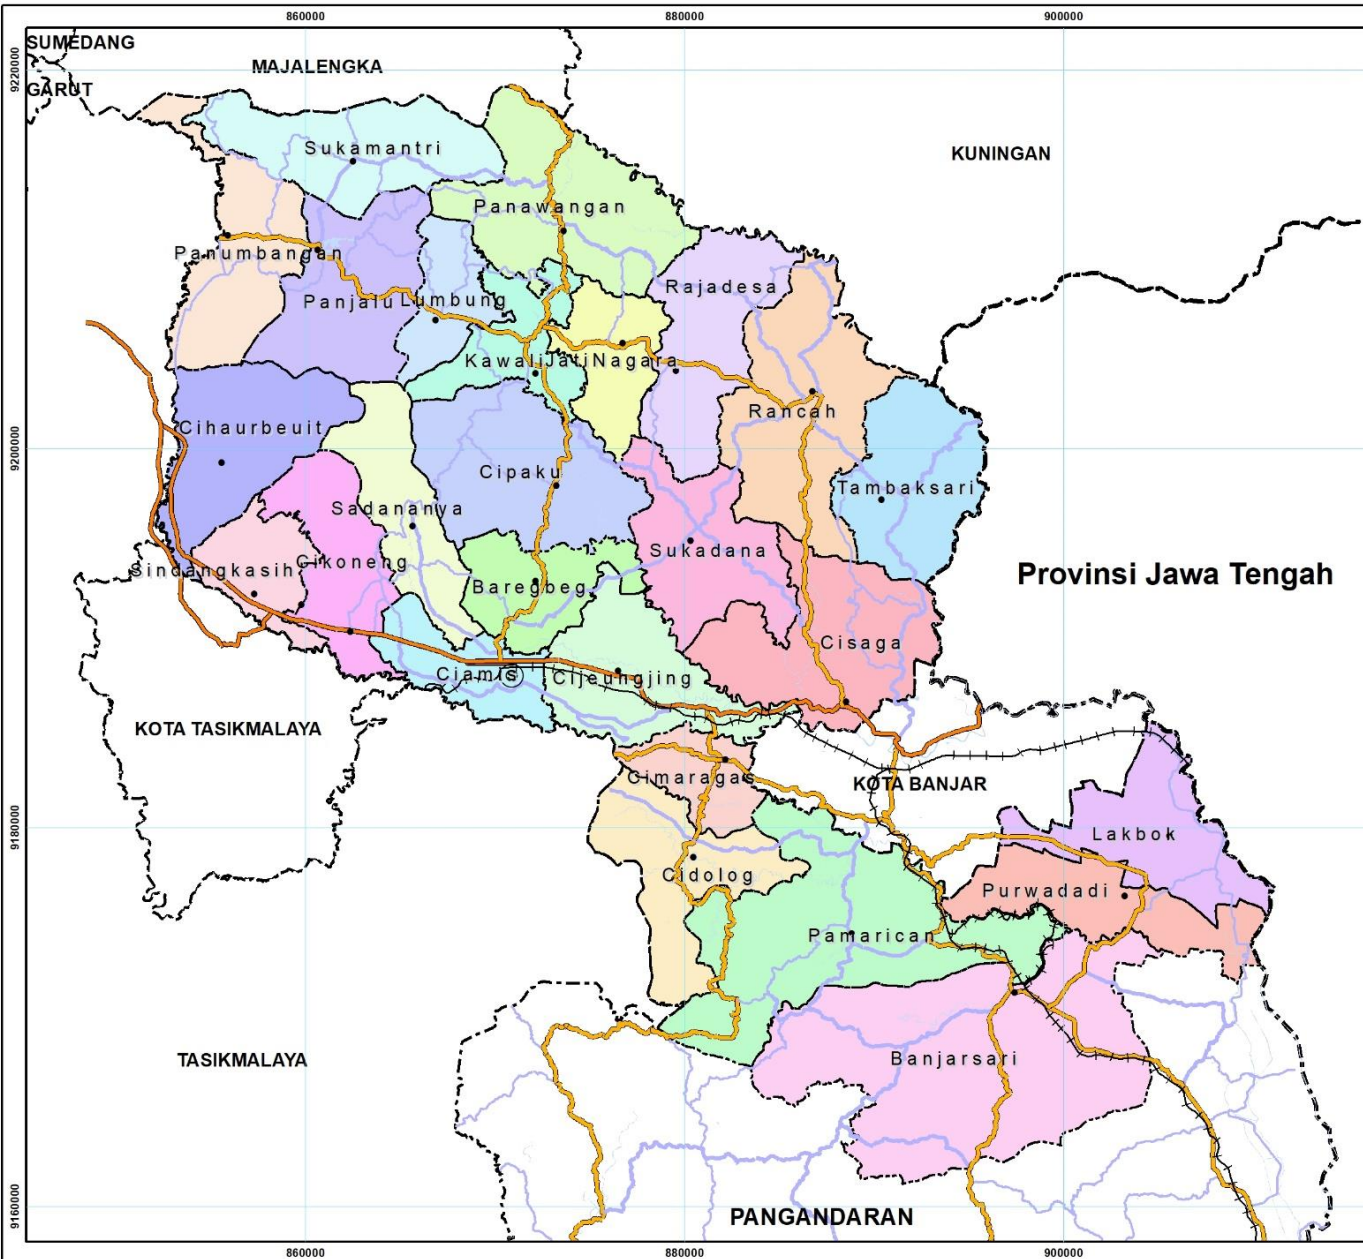 860000 880000 900000
SUMEDANG
MAJALENGKA
9220000
GARUT
Sukamantri
KUNINGAN
Panawangan
Panumbangan
Rajadesa
Panjalu Lumbung
Kawali Jati Nagara
Rancah
Cihaurbeuit
9200000
Cipaku
Tambaksari
Sadananya
Sukadana
Cikoneng
Sindangkasih
Provinsi Jawa Tengah
Baregbeg
Cisaga
Ciamis
Cijeungjing
KOTA TASIKMALAYA
Cimaragas
KOTA BANJAR
9180000
Lakbok
Cidolog
Purwadadi
Pamarican
TASIKMALAYA
Banjarsari
9160000
PANGANDARAN
860000 880000 900000